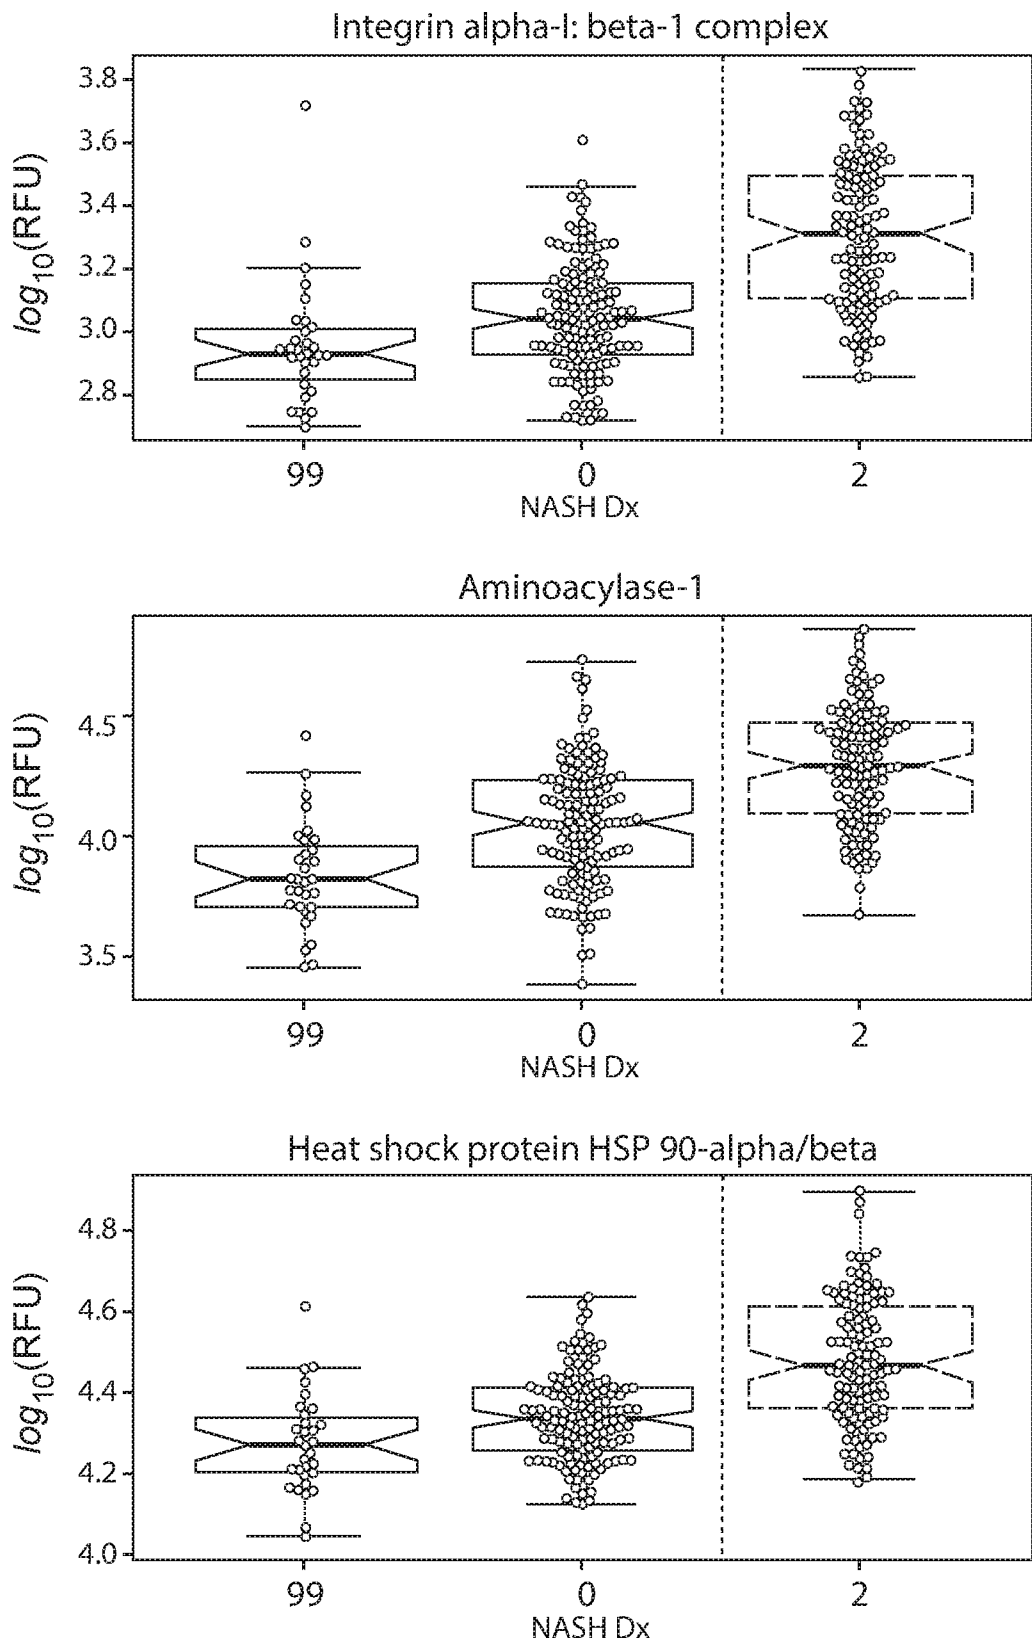 Integrin alpha-I: beta-1 complex
log10(RFU)
3.8
3.6
3.4
3.2
3.0
2.8
99 0 2
NASH Dx
Aminoacylase-1
log10(RFU)
4.5
4.0
3.5
99 0 2
NASH Dx
Heat shock protein HSP 90-alpha/beta
log10(RFU)
4.8
4.6
4.4
4.2
4.0
99 0 2
NASH Dx